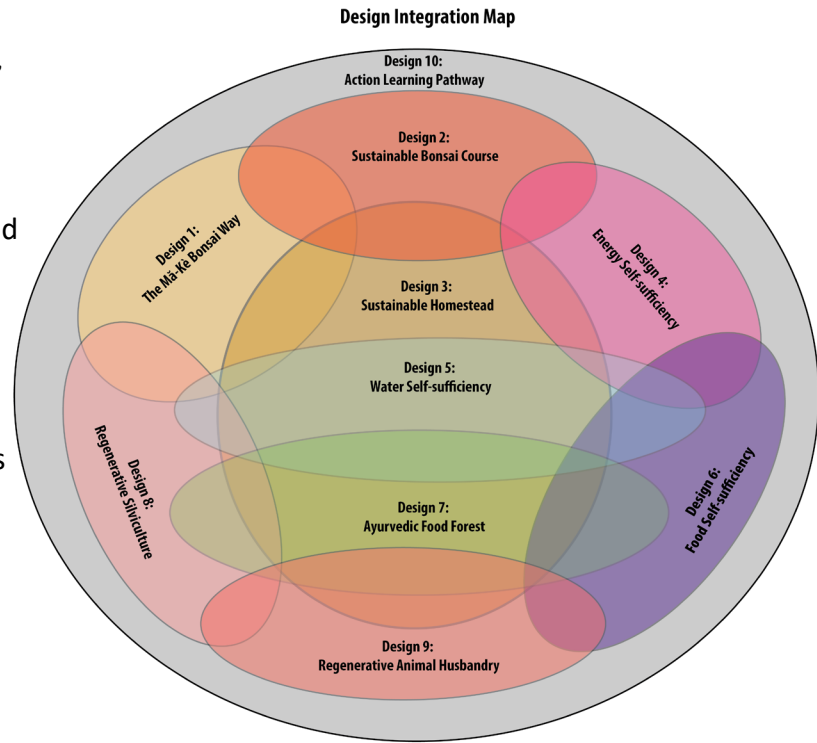 Design Integration Map
Design 10:
Action Learning Pathway
Design 2:
Sustainable Bonsai Course
Design 1:
The Mă-Kè Bonsai Way
Design 4:
Energy Self-sufficiency
d
Design 3:
Sustainable Homestead
Design 5:
Water Self-sufficiency
s
Design 8:
Regenerative Silviculture
Design 6:
Food Self-sufficiency
Design 7:
Ayurvedic Food Forest
Design 9:
Regenerative Animal Husbandry